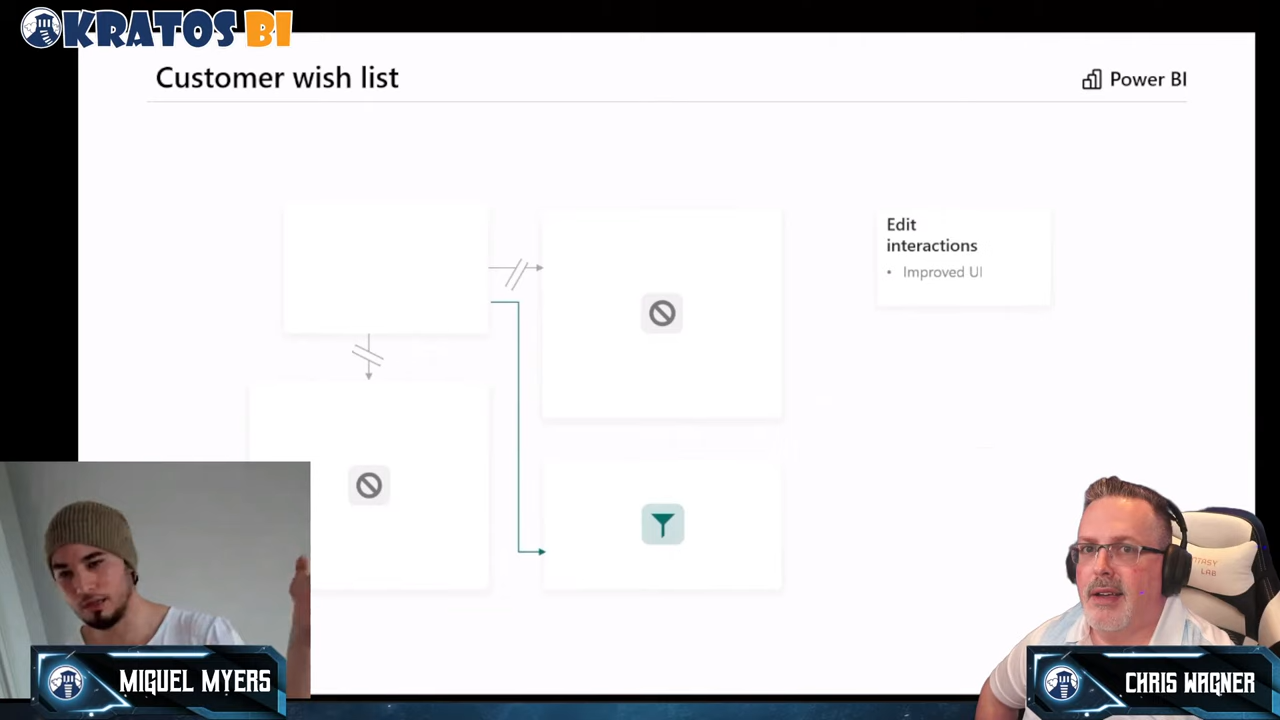 KRATOS BI
Customer wish list
Power BI
Edit
interactions
• Improved UI
MIGUEL MYERS
CHRIS WAGNER